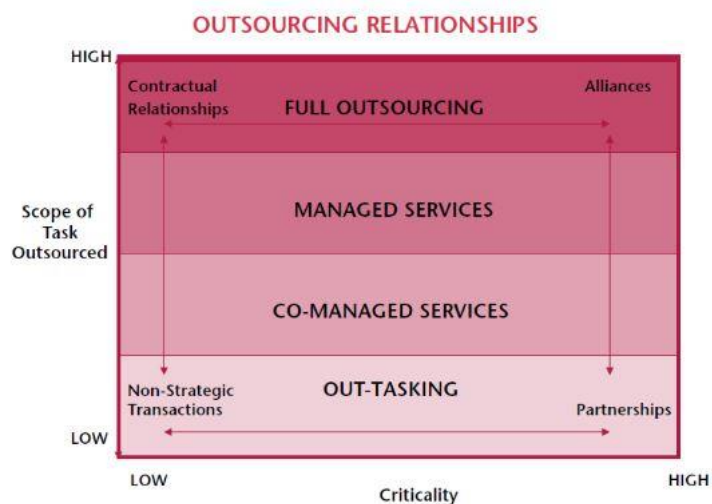 OUTSOURCING RELATIONSHIPS
HIGH
Contractual
Relationships
FULL OUTSOURCING
Alliances
MANAGED SERVICES
Scope of
Task
Outsourced
CO-MANAGED SERVICES
Non-Strategic
Transactions
OUT-TASKING
Partnerships
LOW
LOW
Criticality
HIGH